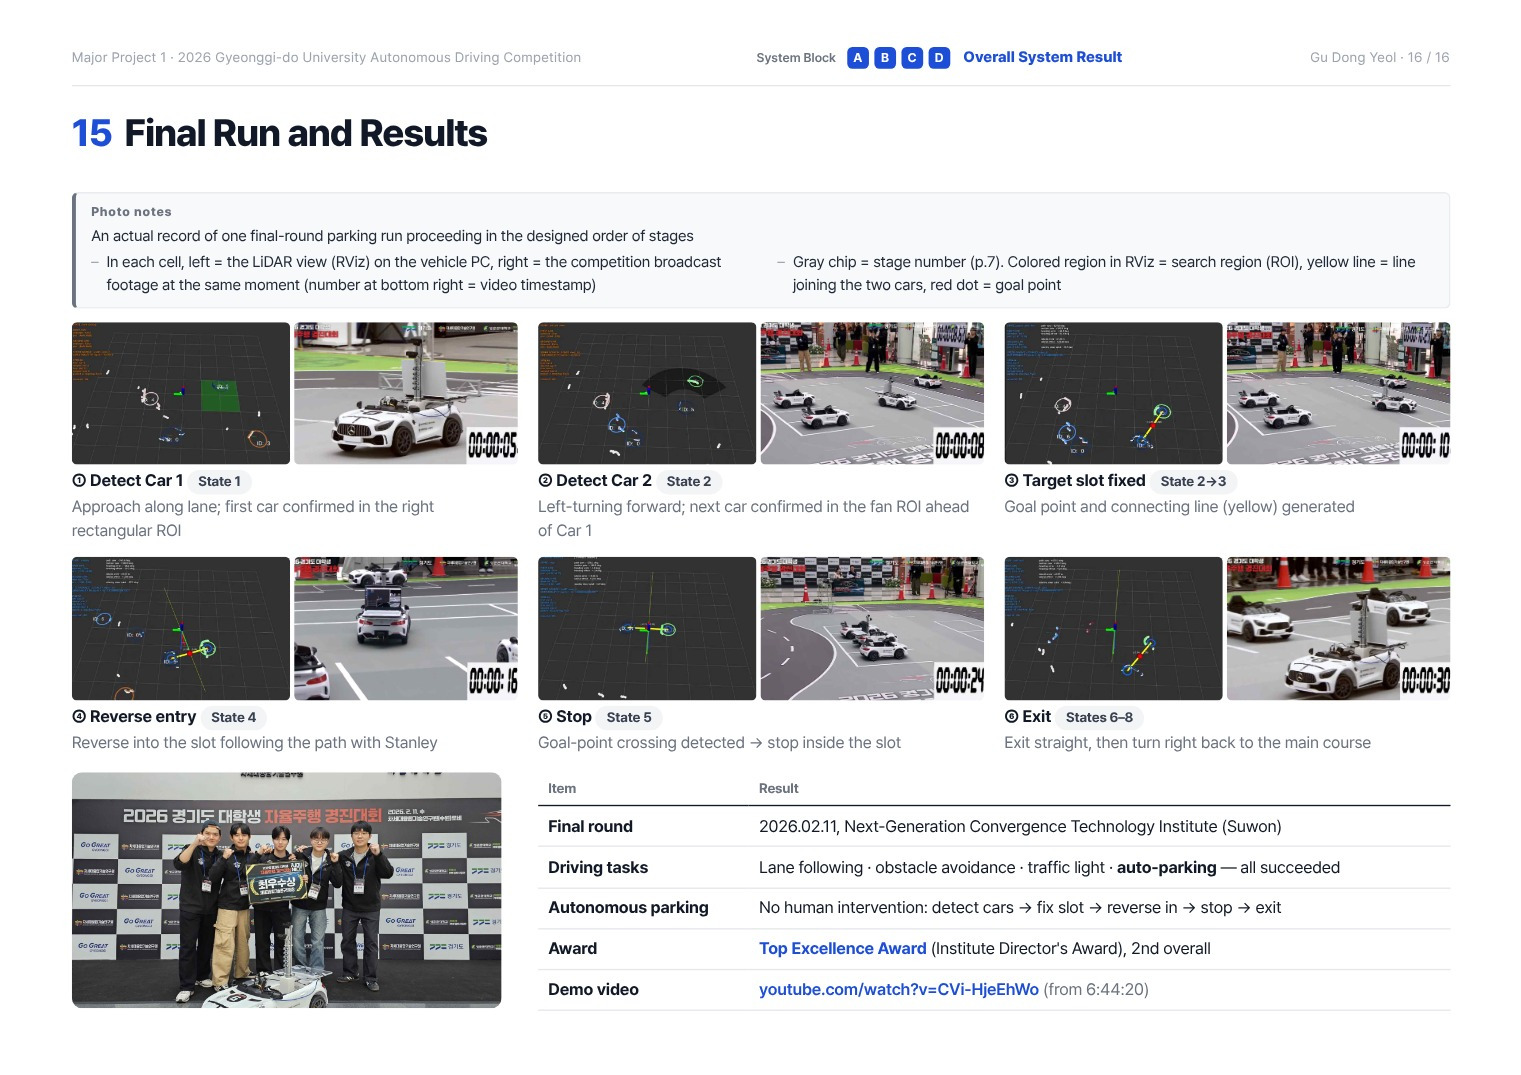 Major Project 1 · 2026 Gyeonggi-do University Autonomous Driving Competition
System Block A B C D Overall System Result
Gu Dong Yeol · 16 / 16
15 Final Run and Results
Photo notes
An actual record of one final-round parking run proceeding in the designed order of stages
– In each cell, left = the LiDAR view (RViz) on the vehicle PC, right = the competition broadcast
footage at the same moment (number at bottom right = video timestamp)
– Gray chip = stage number (p.7). Colored region in RViz = search region (ROI), yellow line = line
joining the two cars, red dot = goal point
00:00:05
00:00:08
00:00:10
① Detect Car 1 State 1
Approach along lane; first car confirmed in the right
rectangular ROI
② Detect Car 2 State 2
Left-turning forward; next car confirmed in the fan ROI ahead
of Car 1
③ Target slot fixed State 2→3
Goal point and connecting line (yellow) generated
00:00:16
00:00:24
00:00:30
④ Reverse entry State 4
Reverse into the slot following the path with Stanley
⑤ Stop State 5
Goal-point crossing detected → stop inside the slot
⑥ Exit States 6–8
Exit straight, then turn right back to the main course
2026 경기도 대학생 자율주행 경진대회
2026. 2. 11. 수
최우수상
GO GREAT
경기도
Item Result
Final round 2026.02.11, Next-Generation Convergence Technology Institute (Suwon)
Driving tasks Lane following · obstacle avoidance · traffic light · auto-parking — all succeeded
Autonomous parking No human intervention: detect cars → fix slot → reverse in → stop → exit
Award Top Excellence Award (Institute Director's Award), 2nd overall
Demo video youtube.com/watch?v=CVi-HjeEhWo (from 6:44:20)